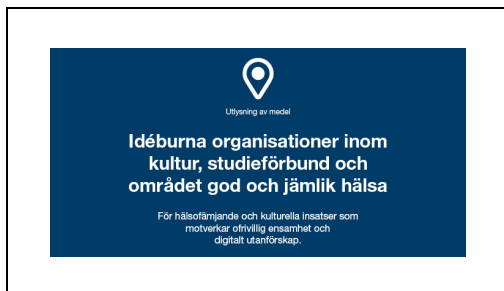 Utlysning av medel
Idéburna organisationer inom
kultur, studieförbund och
området god och jämlik hälsa
För hälsofämjande och kulturella insatser som
motverkar ofrivillig ensamhet och
digitalt utanförskap.